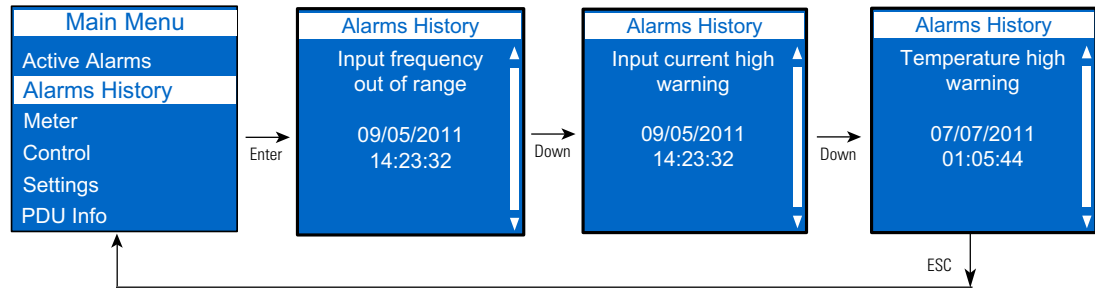 Main Menu
Active Alarms
Alarms History
Meter
Control
Settings
PDU Info
Enter
Alarms History
Input frequency
out of range
09/05/2011
14:23:32
Down
Alarms History
Input current high
warning
09/05/2011
14:23:32
Down
Alarms History
Temperature high
warning
07/07/2011
01:05:44
ESC